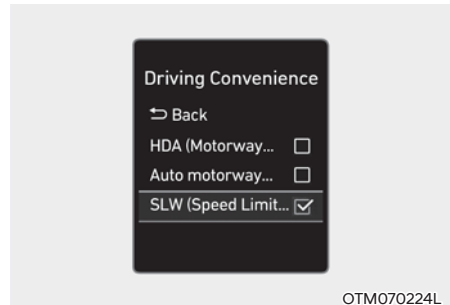 Driving Convenience
Back
HDA (Motorway...
Auto motorway...
SLW (Speed Limit...
OTM070224L